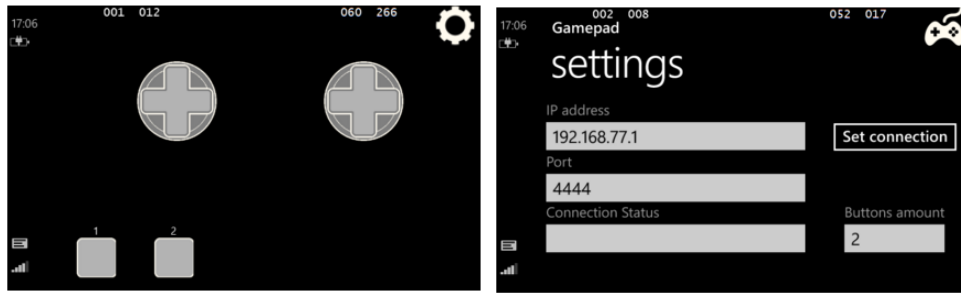 001 012 060 266
17:06
1 2
002 008 052 017
17:06 Gamepad
settings
IP address
192.168.77.1 Set connection
Port
4444
Connection Status Buttons amount
2